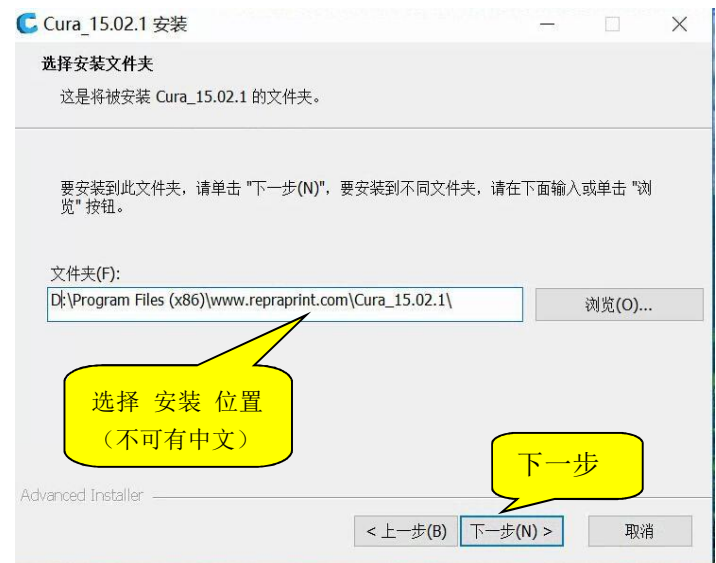 Cura_15.02.1 安装
选择安装文件夹
这是将被安装 Cura_15.02.1 的文件夹。
要安装到此文件夹，请单击 "下一步(N)"，要安装到不同文件夹，请在下面输入或单击 "浏
览" 按钮。
文件夹(F):
D:\Program Files (x86)\www.repraprint.com\Cura_15.02.1\
浏览(O)...
选择 安装 位置
（不可有中文）
下一步
Advanced Installer
< 上一步(B)
下一步(N) >
取消